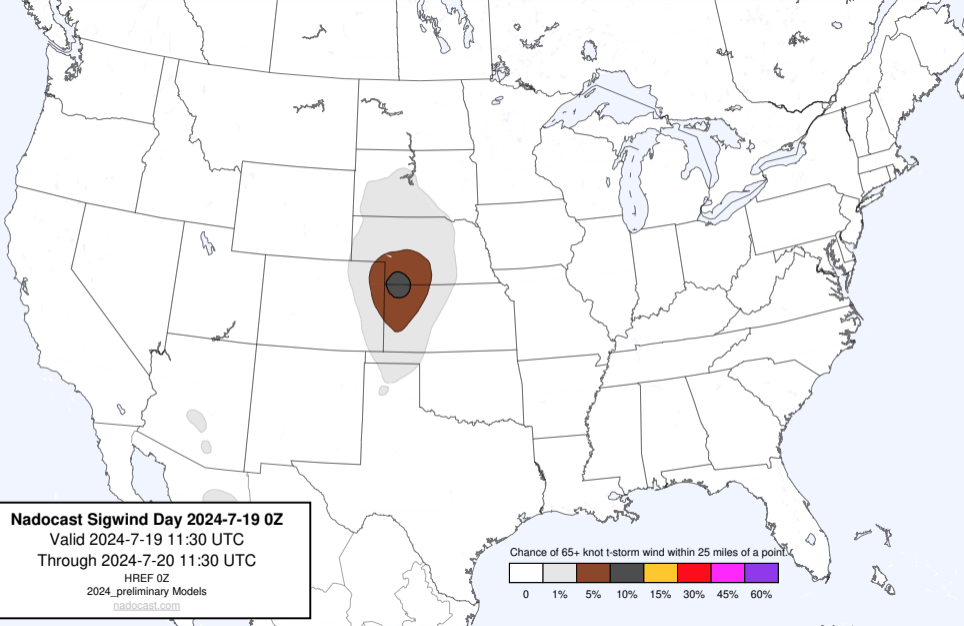 Nadocast Sigwind Day 2024-7-19 0Z
Valid 2024-7-19 11:30 UTC
Through 2024-7-20 11:30 UTC
HREF 0Z
2024_preliminary Models
nadocast.com
Chance of 65+ knot t-storm wind within 25 miles of a point.
0 1% 5% 10% 15% 30% 45% 60%